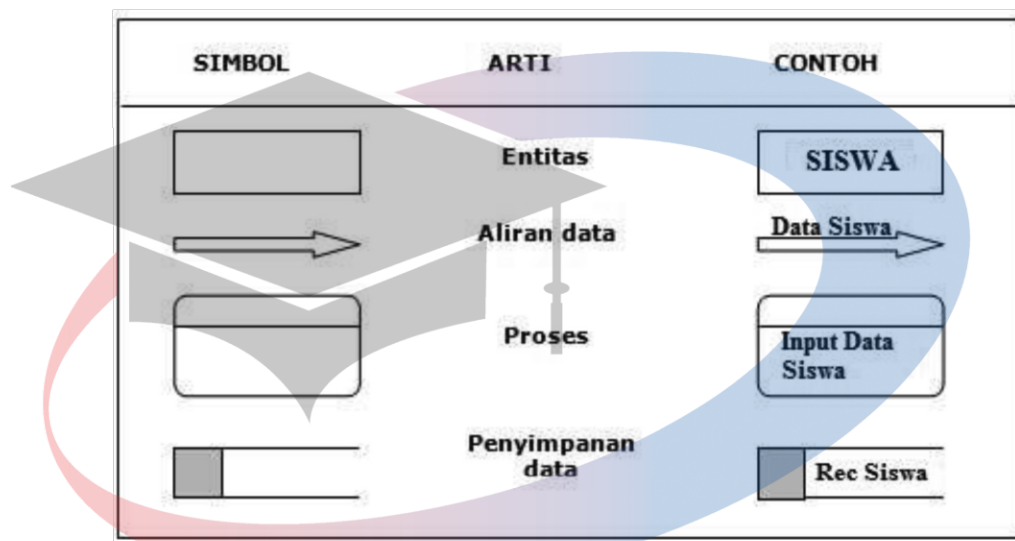 SIMBOL ARTI CONTOH
Entitas SISWA
Aliran data Data Siswa
Proses Input Data
Siswa
Penyimpanan
data Rec Siswa